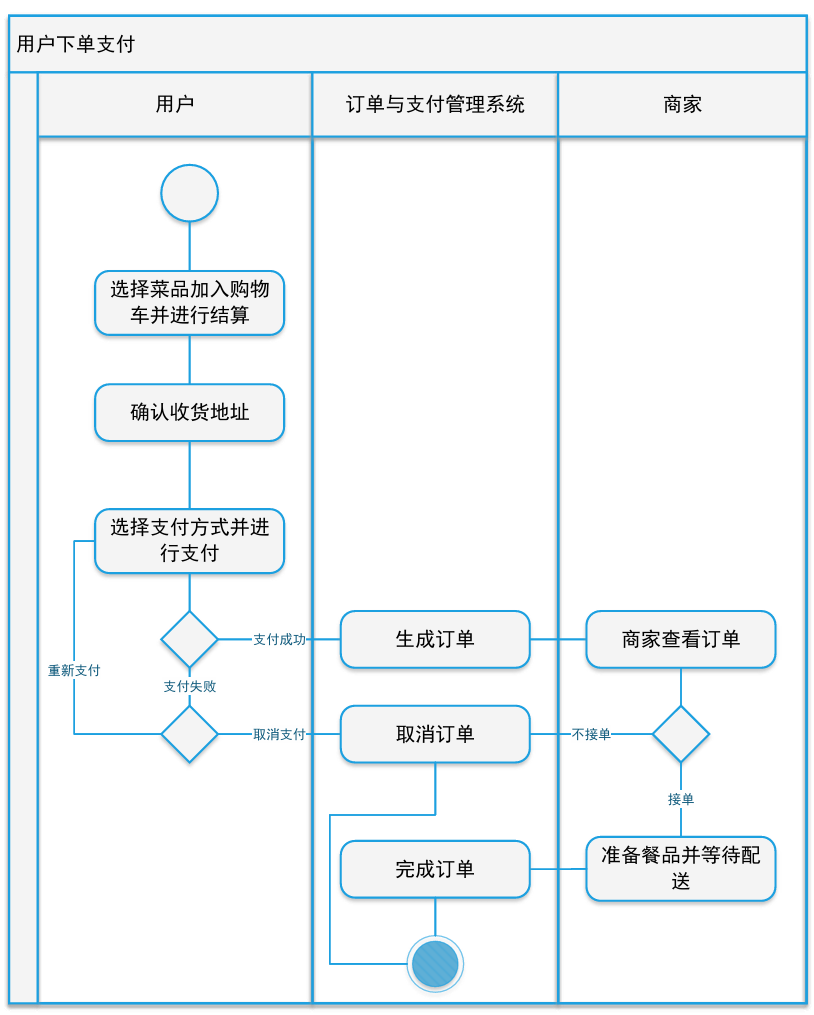 用户下单支付
用户
订单与支付管理系统
商家
选择菜品加入购物
车并进行结算
确认收货地址
选择支付方式并进
行支付
支付成功
生成订单
商家查看订单
重新支付
支付失败
取消支付
取消订单
不接单
接单
完成订单
准备餐品并等待配
送